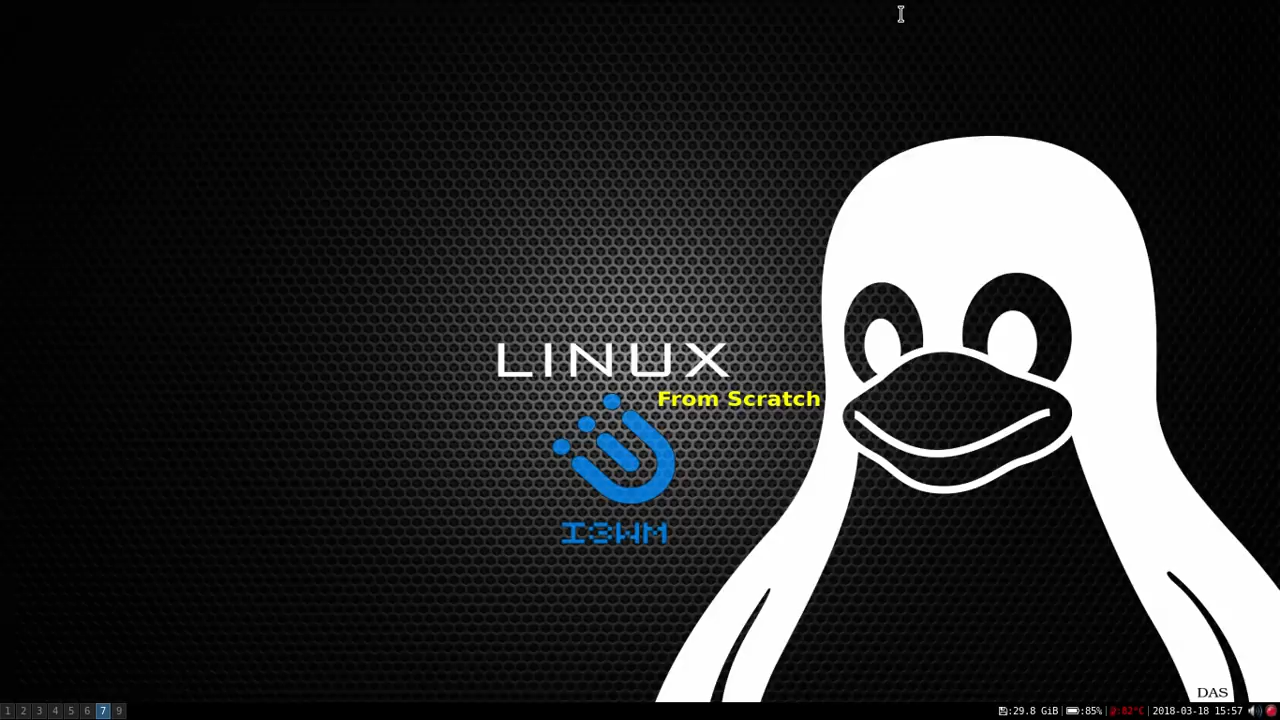 LINUX
From Scratch
I3WM
DAS
1 2 3 4 5 6 7 9
:29.8 GiB :85% :82°C 2018-03-18 15:57